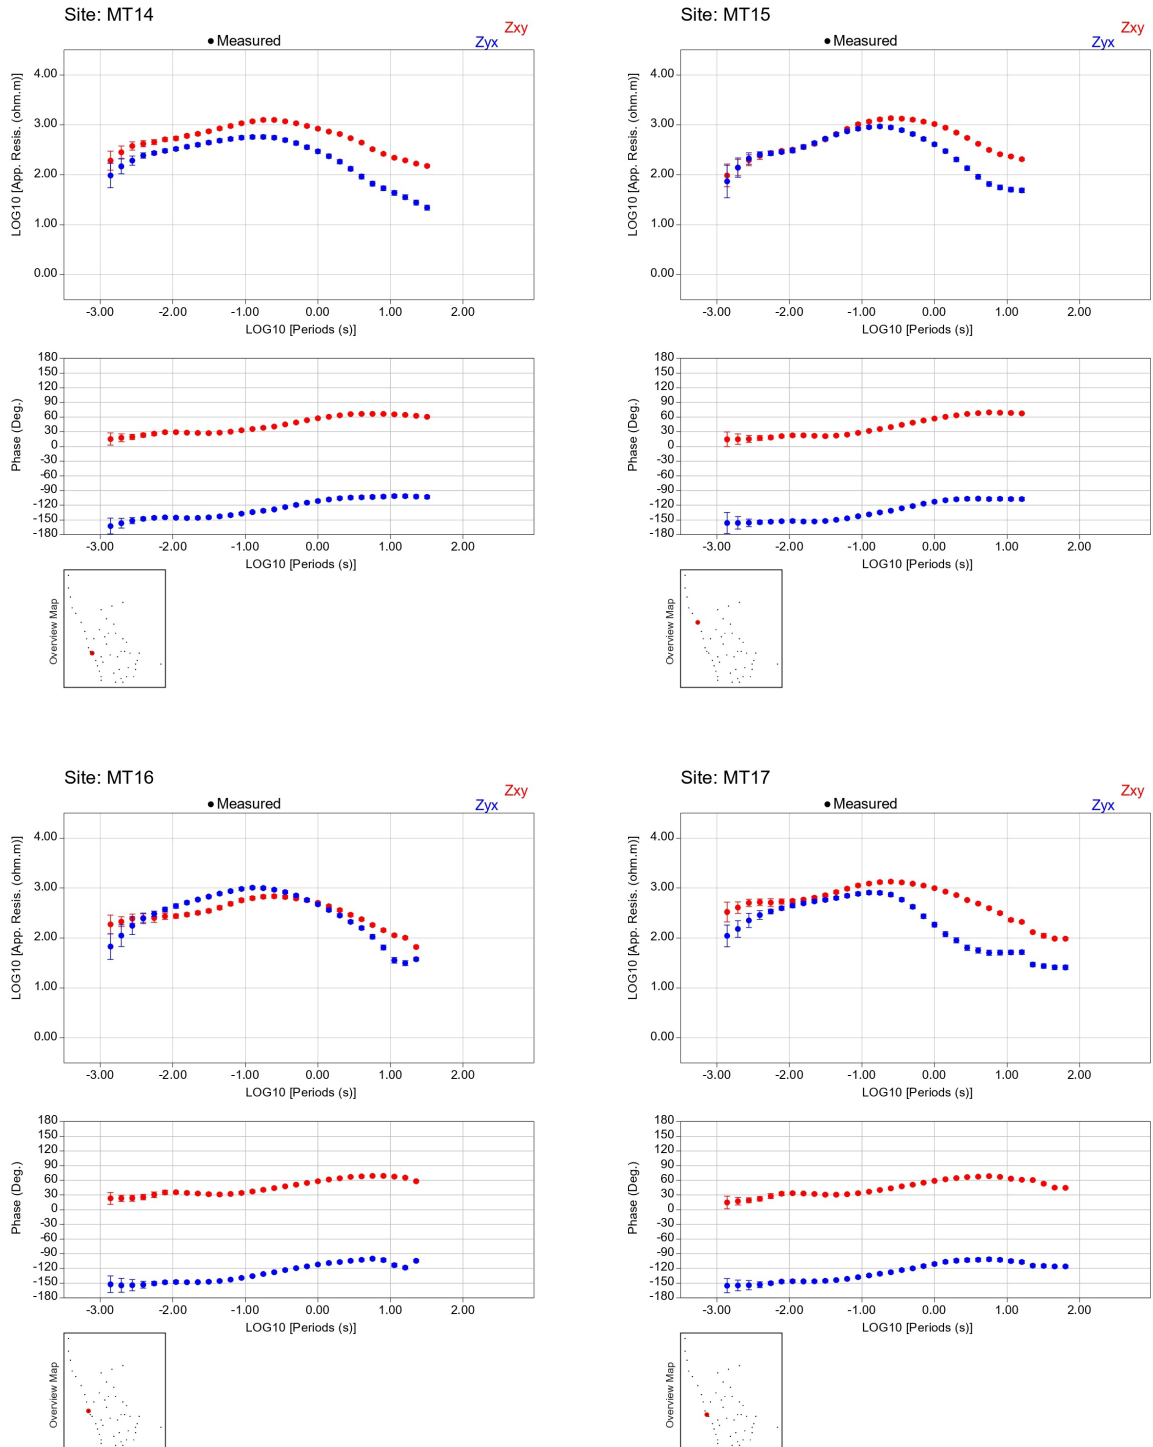 Site: MT14
Zxy
● Measured
Zyx
LOG10 [App. Resis. (ohm.m)]
4.00
3.00
2.00
1.00
0.00
-3.00 -2.00 -1.00 0.00 1.00 2.00
LOG10 [Periods (s)]
Phase (Deg.)
180
150
120
90
60
30
0
-30
-60
-90
-120
-150
-180
-3.00 -2.00 -1.00 0.00 1.00 2.00
LOG10 [Periods (s)]
Overview Map
Site: MT15
Zxy
● Measured
Zyx
LOG10 [App. Resis. (ohm.m)]
4.00
3.00
2.00
1.00
0.00
-3.00 -2.00 -1.00 0.00 1.00 2.00
LOG10 [Periods (s)]
Phase (Deg.)
180
150
120
90
60
30
0
-30
-60
-90
-120
-150
-180
-3.00 -2.00 -1.00 0.00 1.00 2.00
LOG10 [Periods (s)]
Overview Map
Site: MT16
Zxy
● Measured
Zyx
LOG10 [App. Resis. (ohm.m)]
4.00
3.00
2.00
1.00
0.00
-3.00 -2.00 -1.00 0.00 1.00 2.00
LOG10 [Periods (s)]
Phase (Deg.)
180
150
120
90
60
30
0
-30
-60
-90
-120
-150
-180
-3.00 -2.00 -1.00 0.00 1.00 2.00
LOG10 [Periods (s)]
Overview Map
Site: MT17
Zxy
● Measured
Zyx
LOG10 [App. Resis. (ohm.m)]
4.00
3.00
2.00
1.00
0.00
-3.00 -2.00 -1.00 0.00 1.00 2.00
LOG10 [Periods (s)]
Phase (Deg.)
180
150
120
90
60
30
0
-30
-60
-90
-120
-150
-180
-3.00 -2.00 -1.00 0.00 1.00 2.00
LOG10 [Periods (s)]
Overview Map